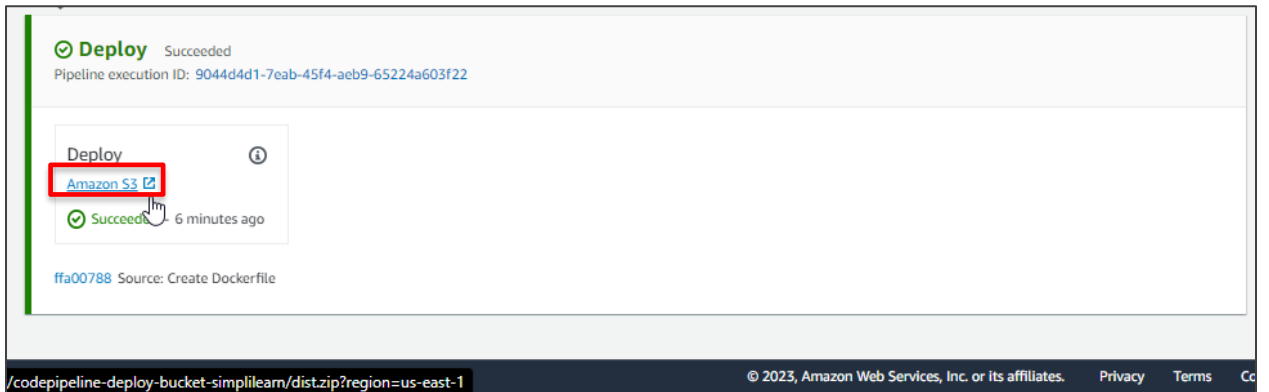 Deploy Succeeded
Pipeline execution ID: 9044d4d1-7eab-45f4-aeb9-65224a603f22
Deploy
Amazon S3
Succeeded - 6 minutes ago
ffa00788 Source: Create Dockerfile
/codepipeline-deploy-bucket-simplilearn/dist.zip?region=us-east-1
© 2023, Amazon Web Services, Inc. or its affiliates. Privacy Terms